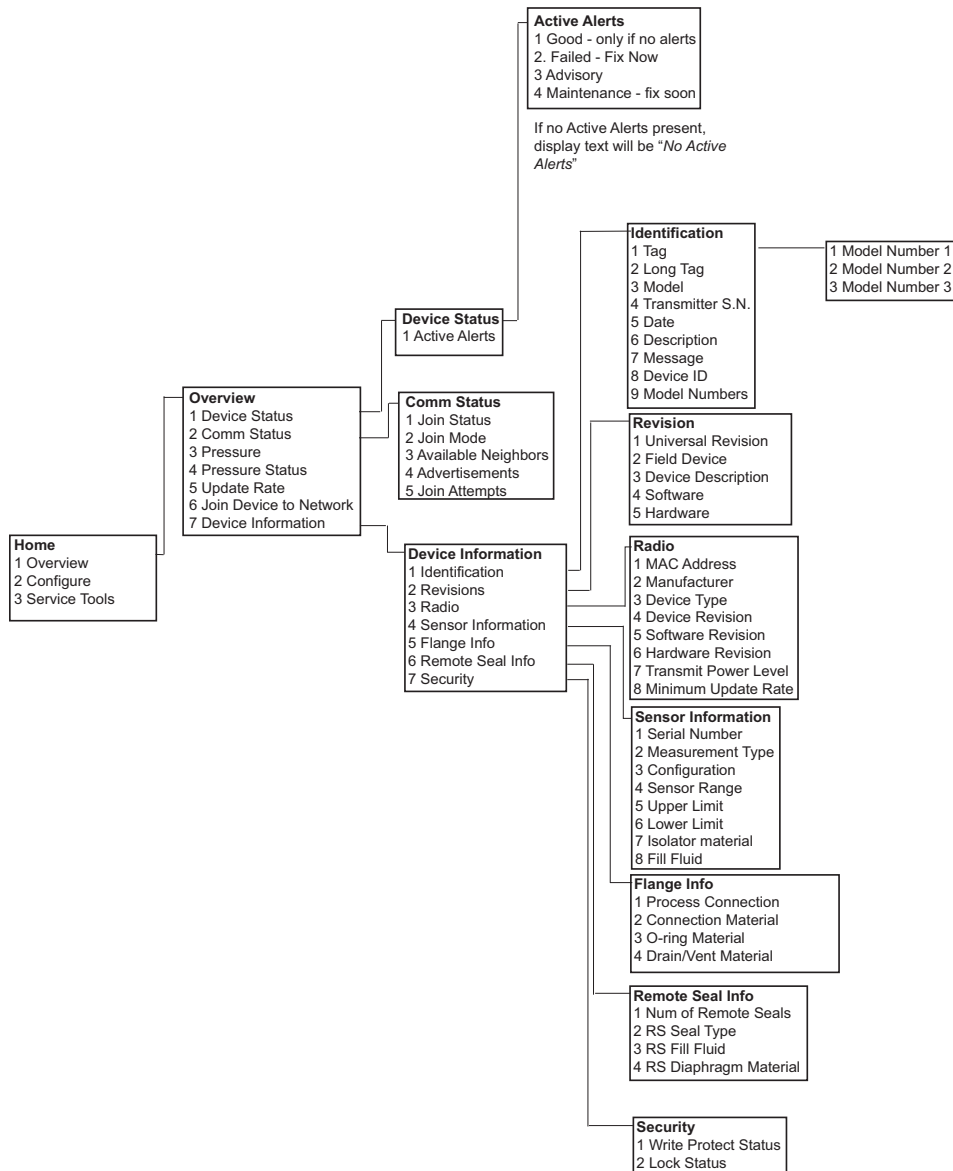 Active Alerts
1 Good - only if no alerts
2. Failed - Fix Now
3 Advisory
4 Maintenance - fix soon
If no Active Alerts present,
display text will be “No Active
Alerts”
Identification
1 Tag
2 Long Tag
3 Model
4 Transmitter S.N.
5 Date
6 Description
7 Message
8 Device ID
9 Model Numbers
1 Model Number 1
2 Model Number 2
3 Model Number 3
Device Status
1 Active Alerts
Overview
1 Device Status
2 Comm Status
3 Pressure
4 Pressure Status
5 Update Rate
6 Join Device to Network
7 Device Information
Comm Status
1 Join Status
2 Join Mode
3 Available Neighbors
4 Advertisements
5 Join Attempts
Revision
1 Universal Revision
2 Field Device
3 Device Description
4 Software
5 Hardware
Home
1 Overview
2 Configure
3 Service Tools
Device Information
1 Identification
2 Revisions
3 Radio
4 Sensor Information
5 Flange Info
6 Remote Seal Info
7 Security
Radio
1 MAC Address
2 Manufacturer
3 Device Type
4 Device Revision
5 Software Revision
6 Hardware Revision
7 Transmit Power Level
8 Minimum Update Rate
Sensor Information
1 Serial Number
2 Measurement Type
3 Configuration
4 Sensor Range
5 Upper Limit
6 Lower Limit
7 Isolator material
8 Fill Fluid
Flange Info
1 Process Connection
2 Connection Material
3 O-ring Material
4 Drain/Vent Material
Remote Seal Info
1 Num of Remote Seals
2 RS Seal Type
3 RS Fill Fluid
4 RS Diaphragm Material
Security
1 Write Protect Status
2 Lock Status